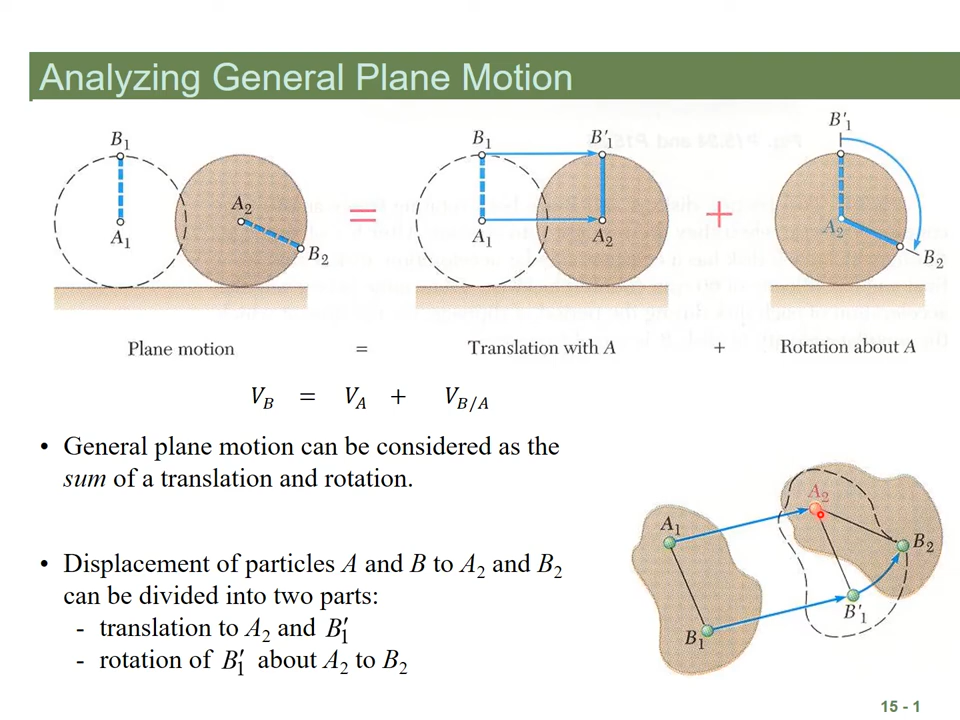 Analyzing General Plane Motion
B₁
A₁
A₂
B₂
=
B₁
B′₁
A₁
A₂
+
B′₁
A₂
B₂
Plane motion = Translation with A + Rotation about A
V_B = V_A + V_{B/A}
• General plane motion can be considered as the
sum of a translation and rotation.
• Displacement of particles A and B to A₂ and B₂
can be divided into two parts:
- translation to A₂ and B′₁
- rotation of B′₁ about A₂ to B₂
A₁
B₁
A₂
B₂
B′₁
15 - 1